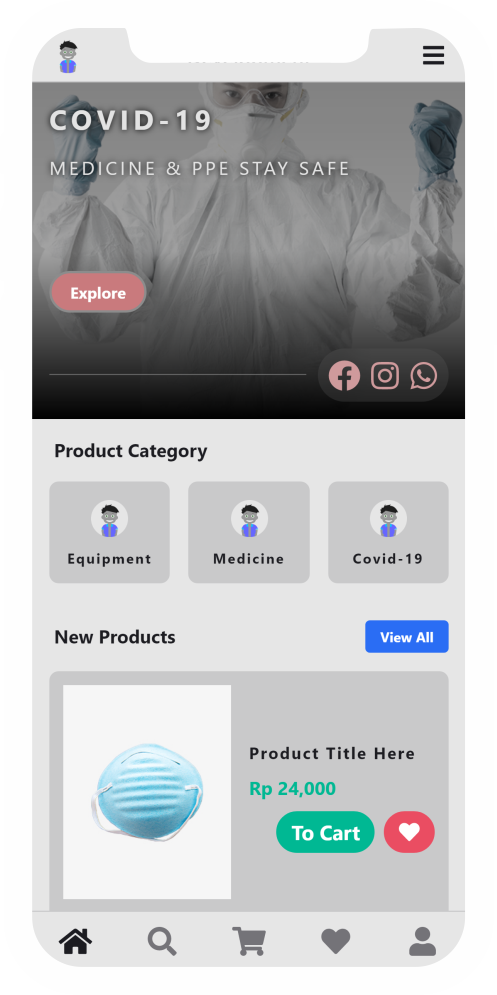 COVID-19
MEDICINE & PPE STAY SAFE
Explore
Product Category
Equipment
Medicine
Covid-19
New Products
View All
Product Title Here
Rp 24,000
To Cart